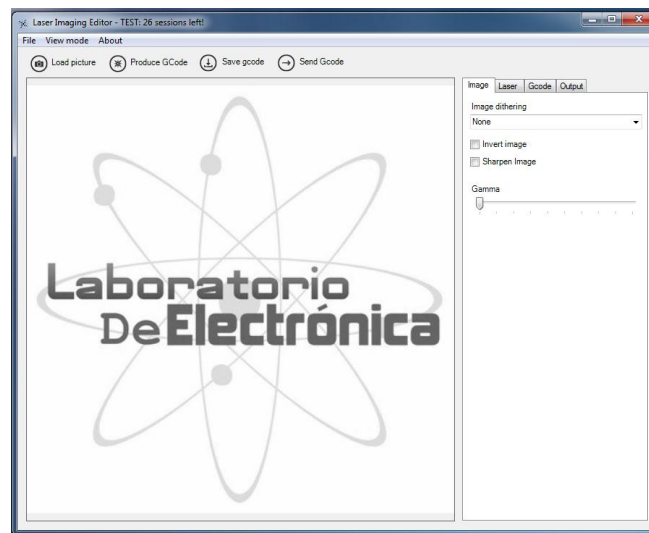 Laser Imaging Editor - TEST: 26 sessions left!
File View mode About
Load picture Produce GCode Save gcode Send Gcode
Image Laser Gcode Output
Image dithering
None
Invert image
Sharpen Image
Gamma
Laboratorio
De Electrónica